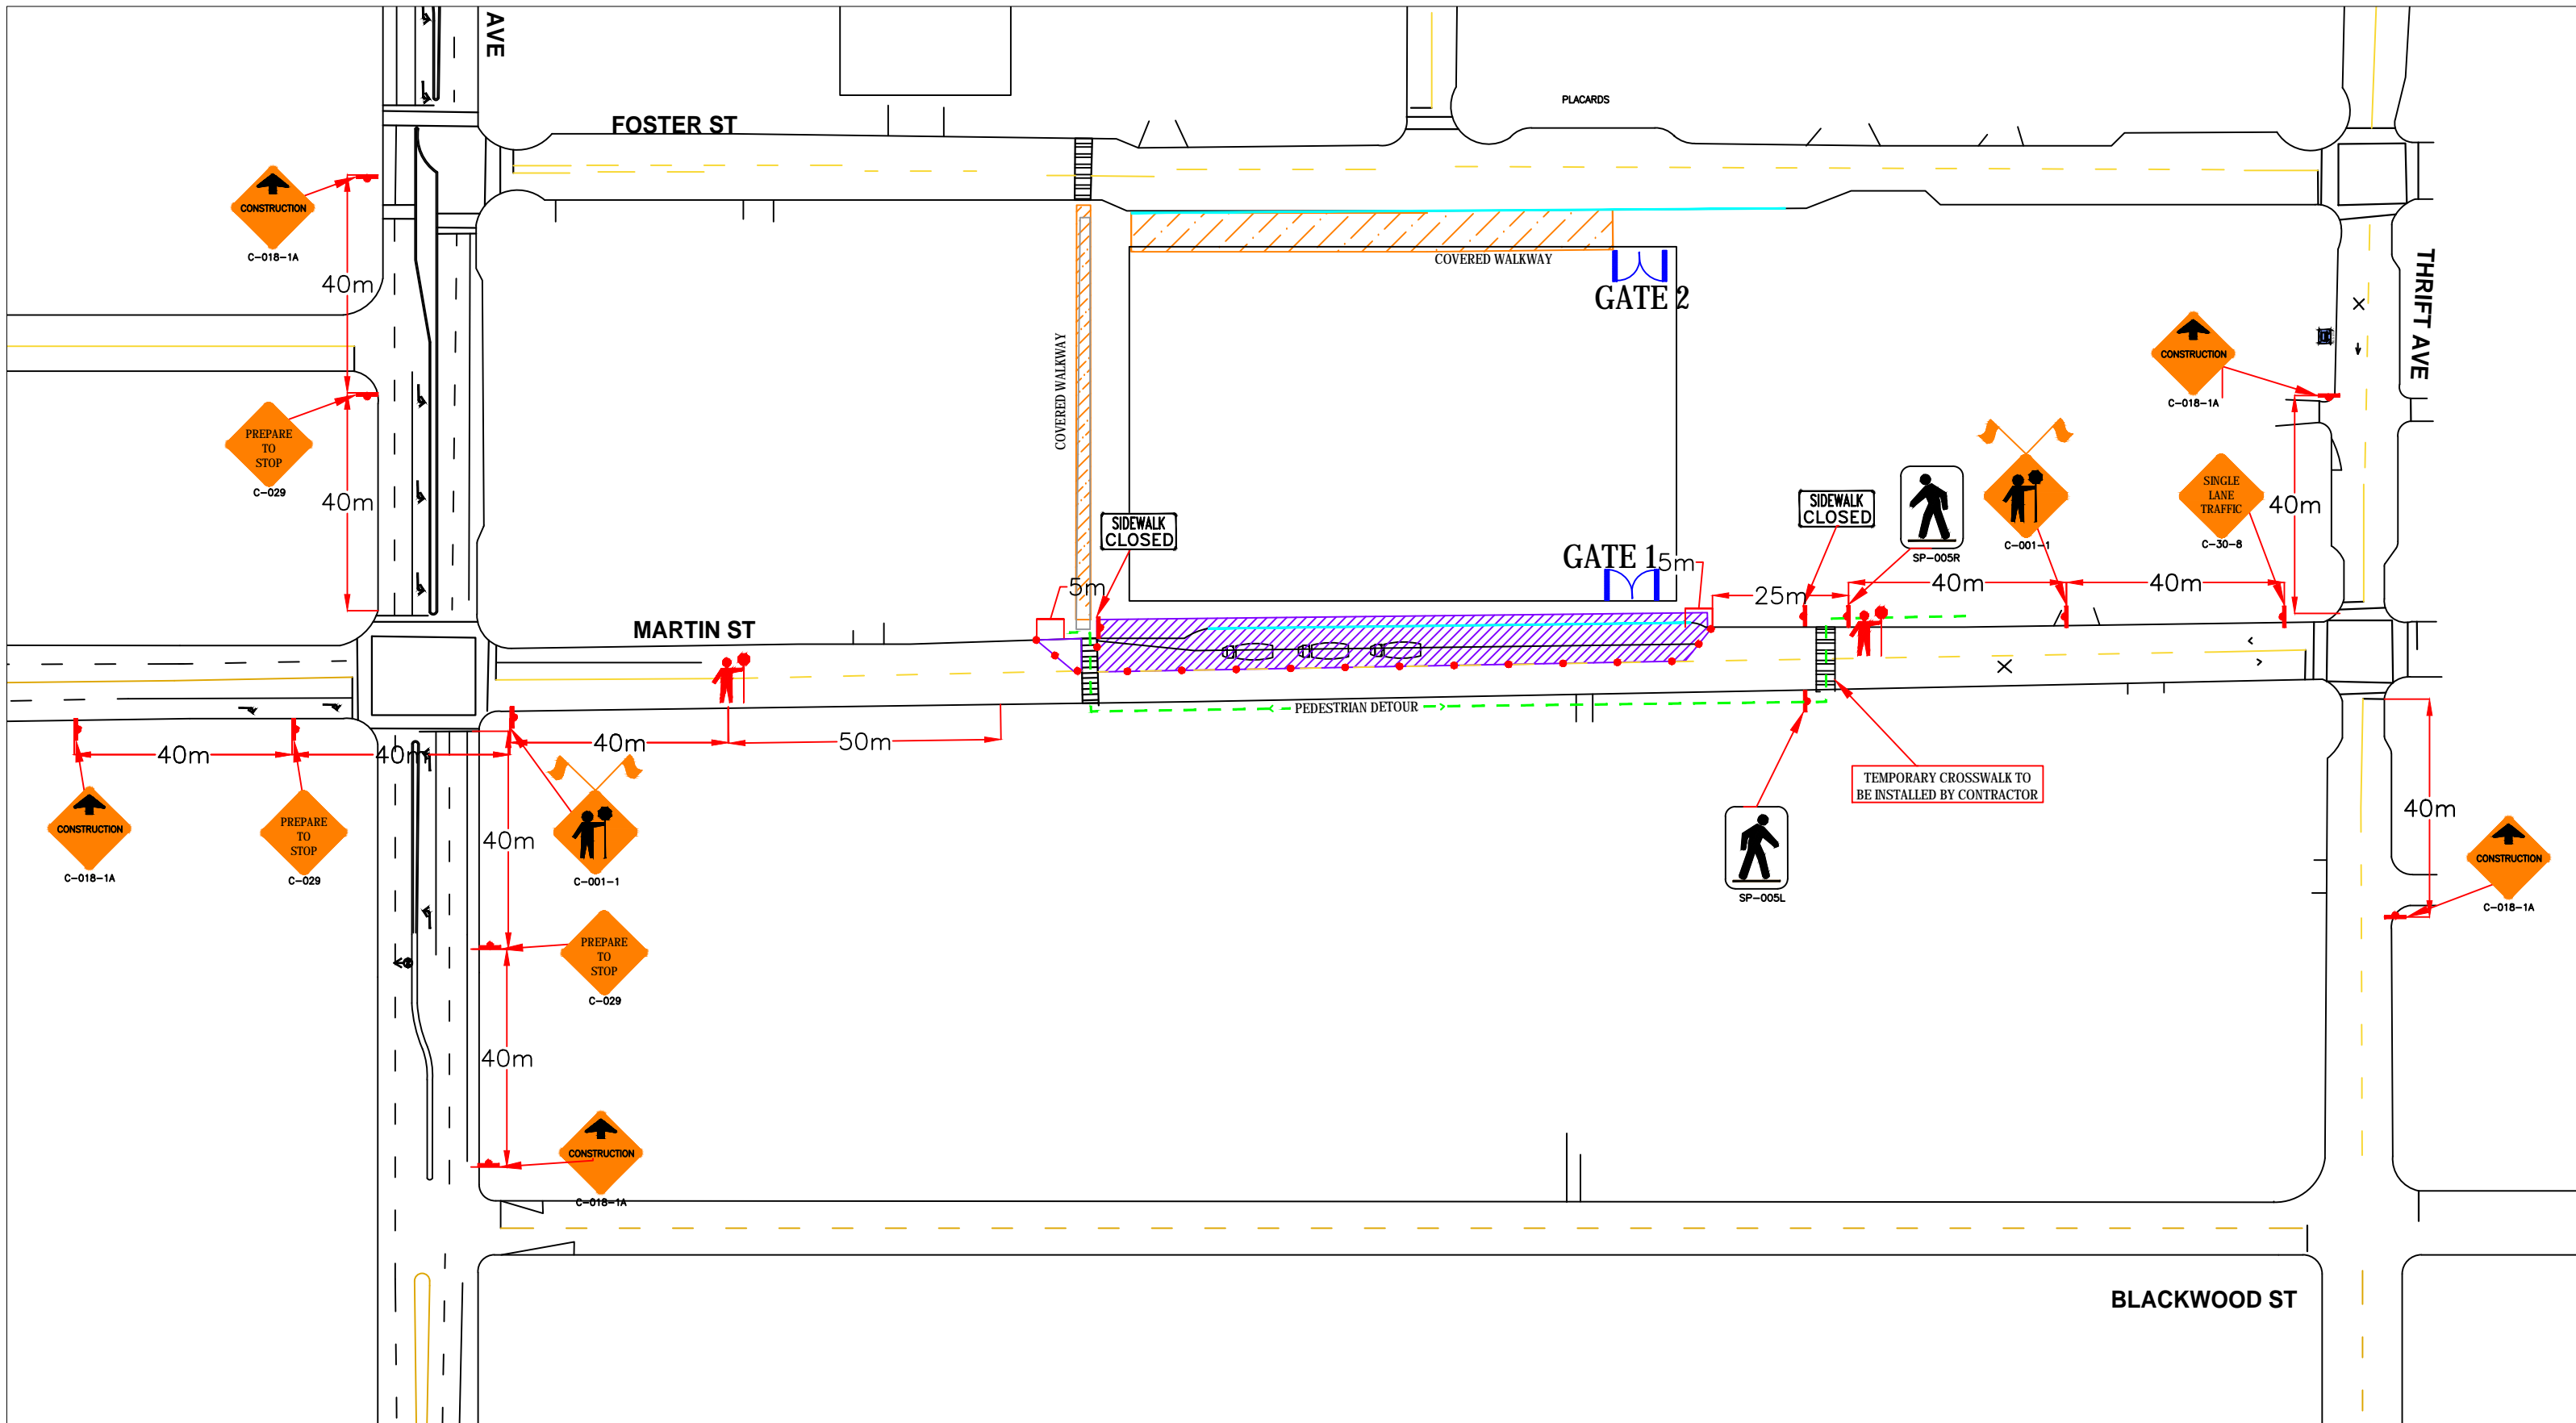 AVE
PLACARDS
FOSTER ST
CONSTRUCTION
C-018-1A
40m
COVERED WALKWAY
GATE 2
THRIFT AVE
CONSTRUCTION
C-018-1A
COVERED WALKWAY
PREPARE
TO
STOP
C-029
40m
SIDEWALK
CLOSED
SIDEWALK
CLOSED
SP-005R
C-001-1
SINGLE
LANE
TRAFFIC
C-30-8
40m
GATE 1
5m
5m
25m
40m
40m
MARTIN ST
PEDESTRIAN DETOUR
40m
40m
40m
50m
TEMPORARY CROSSWALK TO
BE INSTALLED BY CONTRACTOR
CONSTRUCTION
C-018-1A
PREPARE
TO
STOP
C-029
40m
C-001-1
SP-005L
40m
CONSTRUCTION
C-018-1A
PREPARE
TO
STOP
C-029
40m
CONSTRUCTION
C-018-1A
BLACKWOOD ST